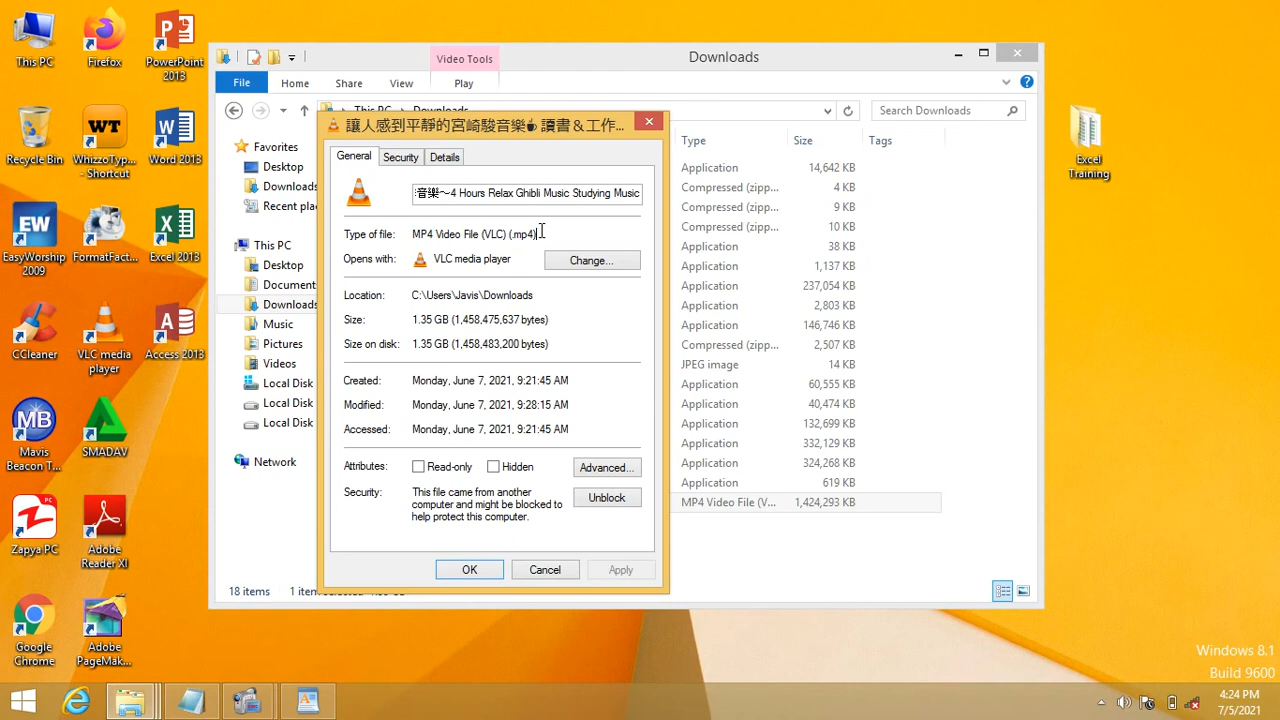 This PC
Firefox
PowerPoint
2013
Recycle Bin
WhizzoTyp...
- Shortcut
Word 2013
EasyWorship
2009
FormatFact...
Excel 2013
CCleaner
VLC media
player
Access 2013
Mavis
Beacon T...
SMADAV
Zapya PC
Adobe
Reader XI
Google
Chrome
Adobe
PageMak...
Excel
Training
Video Tools
Downloads
File
Home
Share
View
Play
This PC
Downloads
Search Downloads
Favorites
Desktop
Downloads
Recent pla
This PC
Desktop
Document
Downloads
Music
Pictures
Videos
Local Disk
Local Disk
Local Disk
Network
18 items
讓人感到平靜的宮崎駿音樂☕ 讀書＆工作...
General
Security
Details
音樂～4 Hours Relax Ghibli Music Studying Music
Type of file: MP4 Video File (VLC) (.mp4)
Opens with: VLC media player
Change...
Location: C:\Users\Javis\Downloads
Size: 1.35 GB (1,458,475,637 bytes)
Size on disk: 1.35 GB (1,458,483,200 bytes)
Created: Monday, June 7, 2021, 9:21:45 AM
Modified: Monday, June 7, 2021, 9:28:15 AM
Accessed: Monday, June 7, 2021, 9:21:45 AM
Attributes: Read-only Hidden
Advanced...
Security: This file came from another
computer and might be blocked to
help protect this computer.
Unblock
OK
Cancel
Apply
Type Size Tags
Application 14,642 KB
Compressed (zipp... 4 KB
Compressed (zipp... 9 KB
Compressed (zipp... 10 KB
Application 38 KB
Application 1,137 KB
Application 237,054 KB
Application 2,803 KB
Application 146,746 KB
Compressed (zipp... 2,507 KB
JPEG image 14 KB
Application 60,555 KB
Application 40,474 KB
Application 132,699 KB
Application 332,129 KB
Application 324,268 KB
Application 619 KB
MP4 Video File (V... 1,424,293 KB
Windows 8.1
Build 9600
4:24 PM
7/5/2021